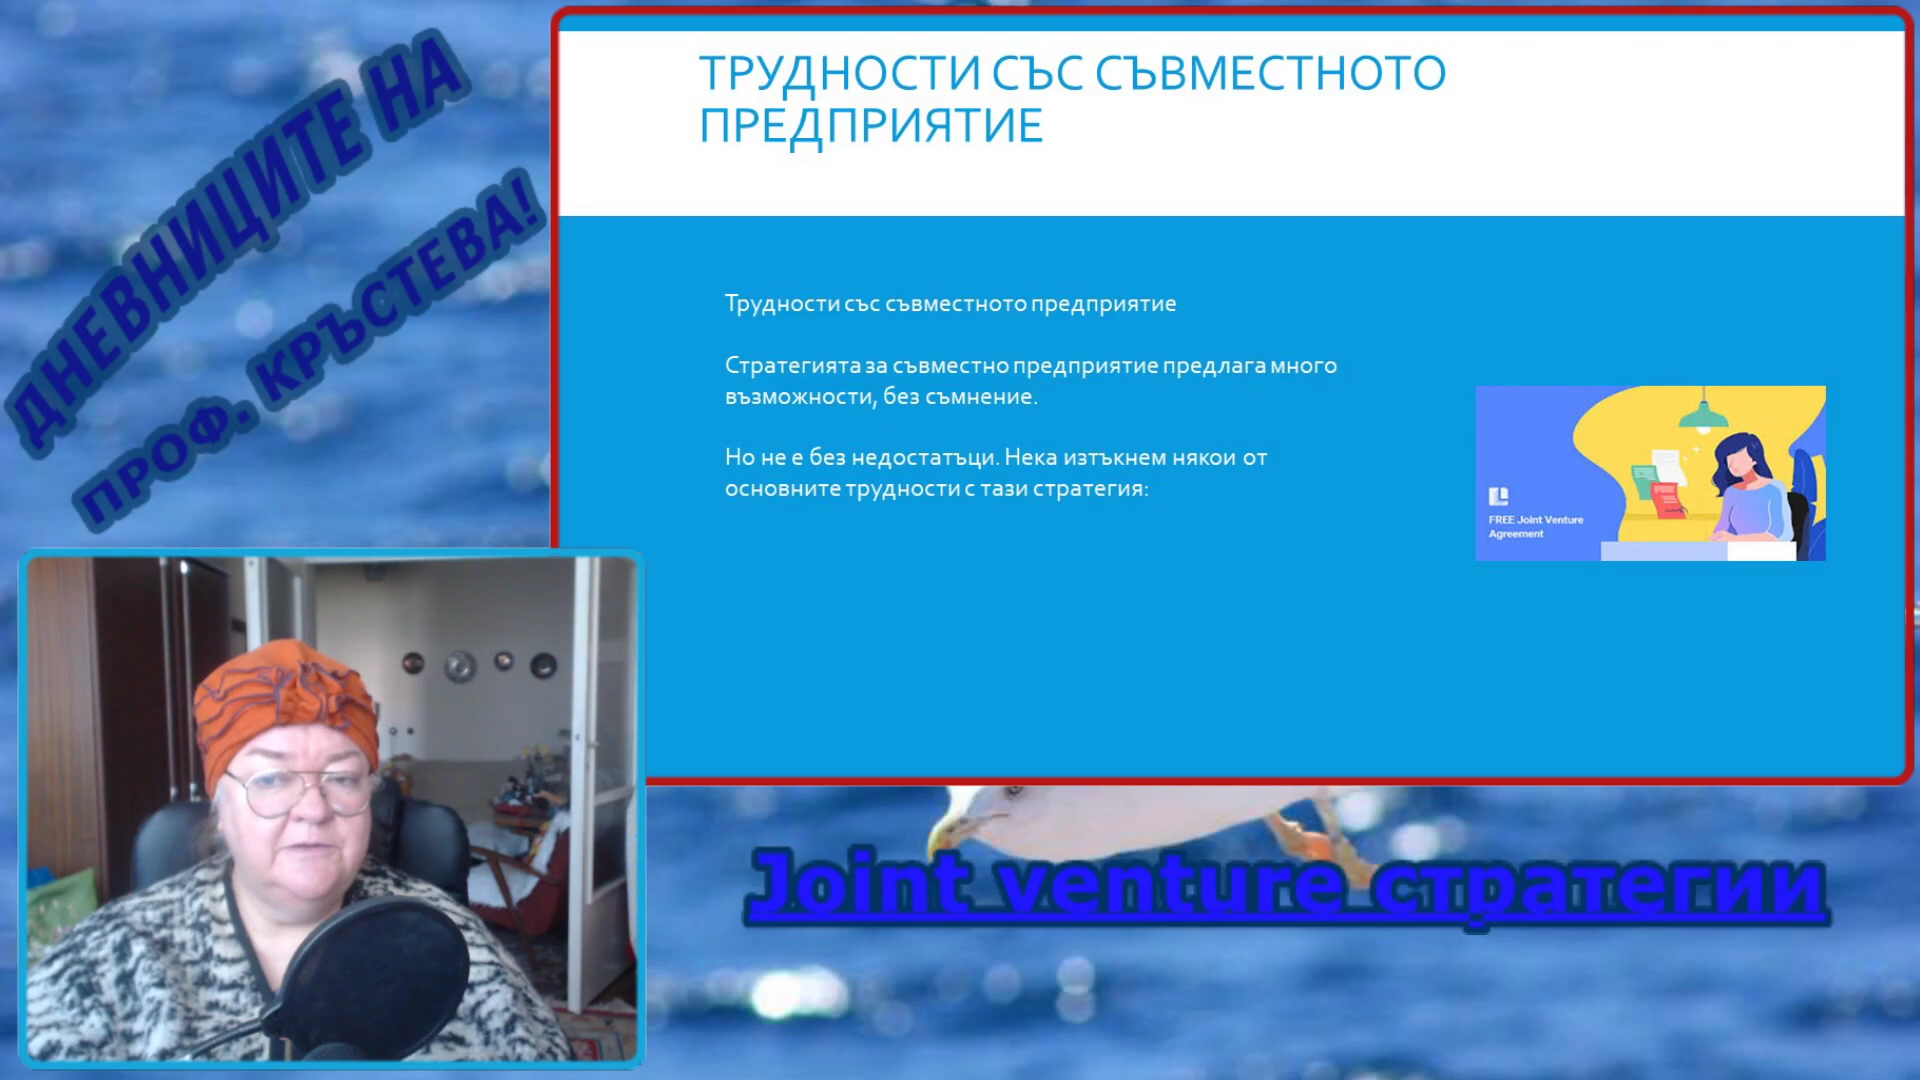 ДНЕВНИЦИТЕ НА
ПРОФ. КРЪСТЕВА!
ТРУДНОСТИ СЪС СЪВМЕСТНОТО
ПРЕДПРИЯТИЕ
Трудности със съвместното предприятие
Стратегията за съвместно предприятие предлага много
възможности, без съмнение.
Но не е без недостатъци. Нека изтъкнем някои от
основните трудности с тази стратегия:
FREE Joint Venture
Agreement
Joint venture стратегии